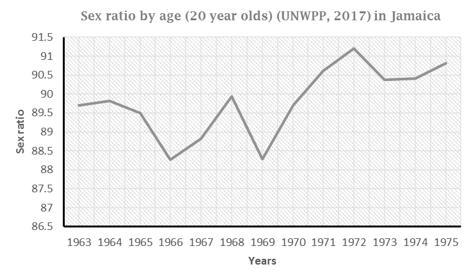 Sex ratio by age (20 year olds) (UNWPP, 2017) in Jamaica
91.5
91
90.5
90
89.5
89
88.5
88
87.5
87
86.5
Sex ratio
1963 1964 1965 1966 1967 1968 1969 1970 1971 1972 1973 1974 1975
Years